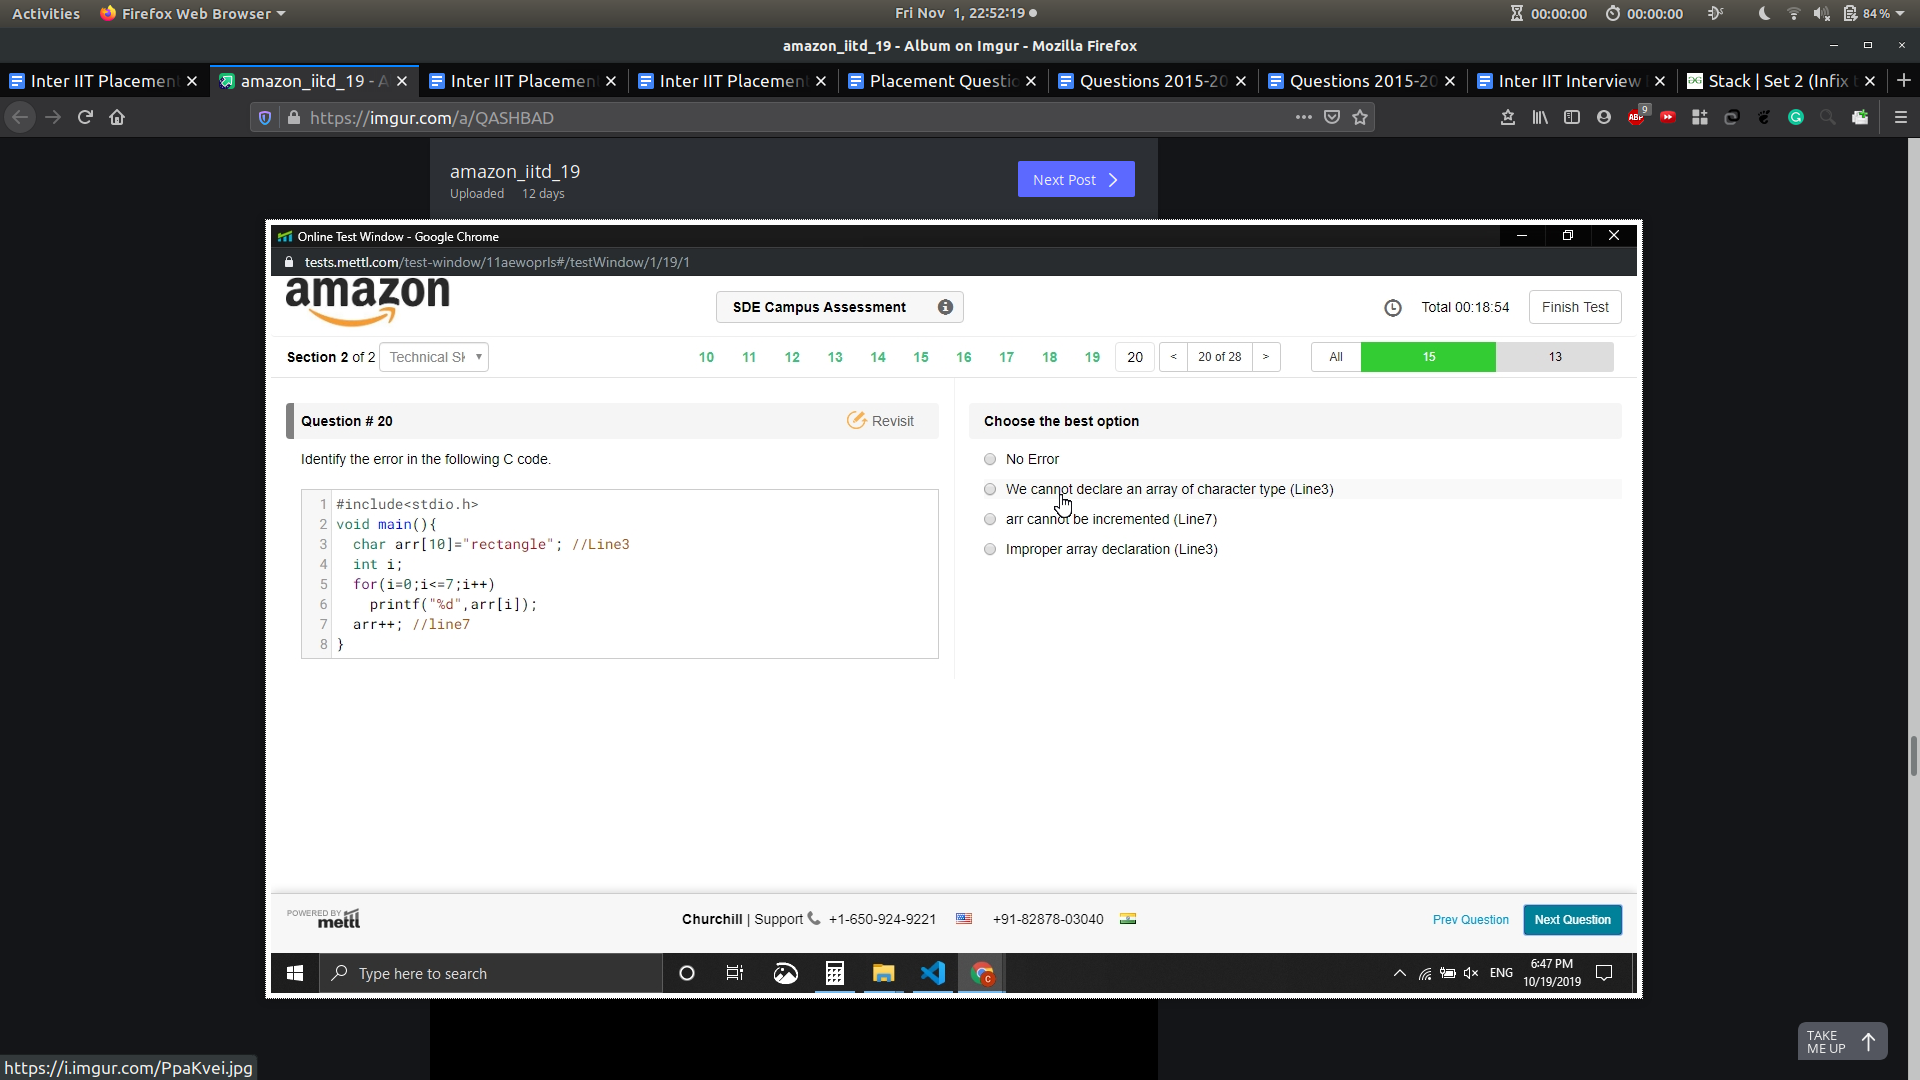 Activities Firefox Web Browser Fri Nov 1, 22:52:19 00:00:00 00:00:00 84%
amazon_iitd_19 - Album on Imgur - Mozilla Firefox
Inter IIT Placement amazon_iitd_19 - A Inter IIT Placement Inter IIT Placement Placement Questio Questions 2015-20 Questions 2015-20 Inter IIT Interview Stack | Set 2 (Infix t
https://imgur.com/a/QASHBAD ABP 9
amazon_iitd_19
Uploaded 12 days
Next Post
Online Test Window - Google Chrome
tests.mettl.com/test-window/11aewoprls#/testWindow/1/19/1
amazon
SDE Campus Assessment
Total 00:18:54 Finish Test
Section 2 of 2 Technical Sk 10 11 12 13 14 15 16 17 18 19 20 < 20 of 28 > All 15 13
Question # 20 Revisit
Identify the error in the following C code.
1 #include<stdio.h>
2 void main(){
3 char arr[10]="rectangle"; //Line3
4 int i;
5 for(i=0;i<=7;i++)
6 printf("%d",arr[i]);
7 arr++; //line7
8 }
Choose the best option
No Error
We cannot declare an array of character type (Line3)
arr cannot be incremented (Line7)
Improper array declaration (Line3)
POWERED BY
mettl
Churchill | Support +1-650-924-9221 +91-82878-03040
Prev Question Next Question
Type here to search
ENG 6:47 PM
10/19/2019
TAKE
ME UP
https://i.imgur.com/PpaKvei.jpg